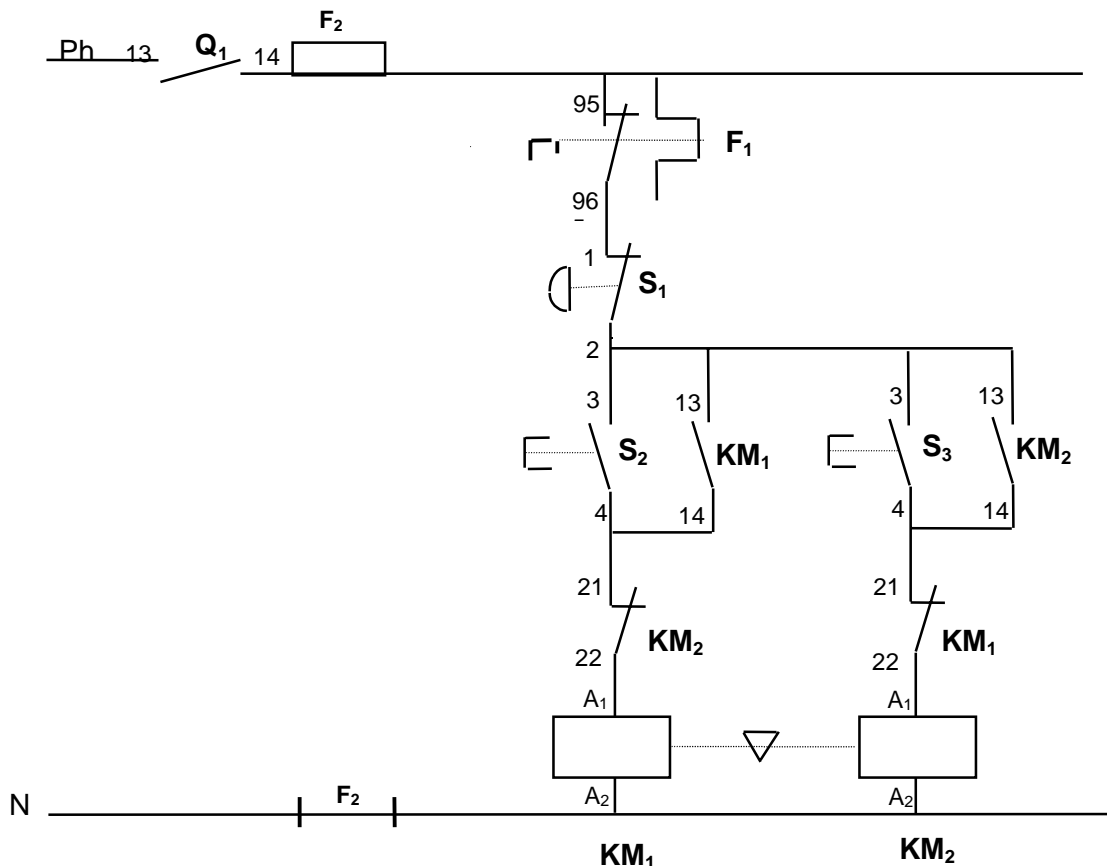 F₂
Ph 13 Q₁ 14
95
F₁
96
1
S₁
2
3 13 3 13
S₂ KM₁ S₃ KM₂
4 14 4 14
21 21
KM₂ KM₁
22 22
A₁ A₁
A₂ A₂
N F₂
KM₁ KM₂